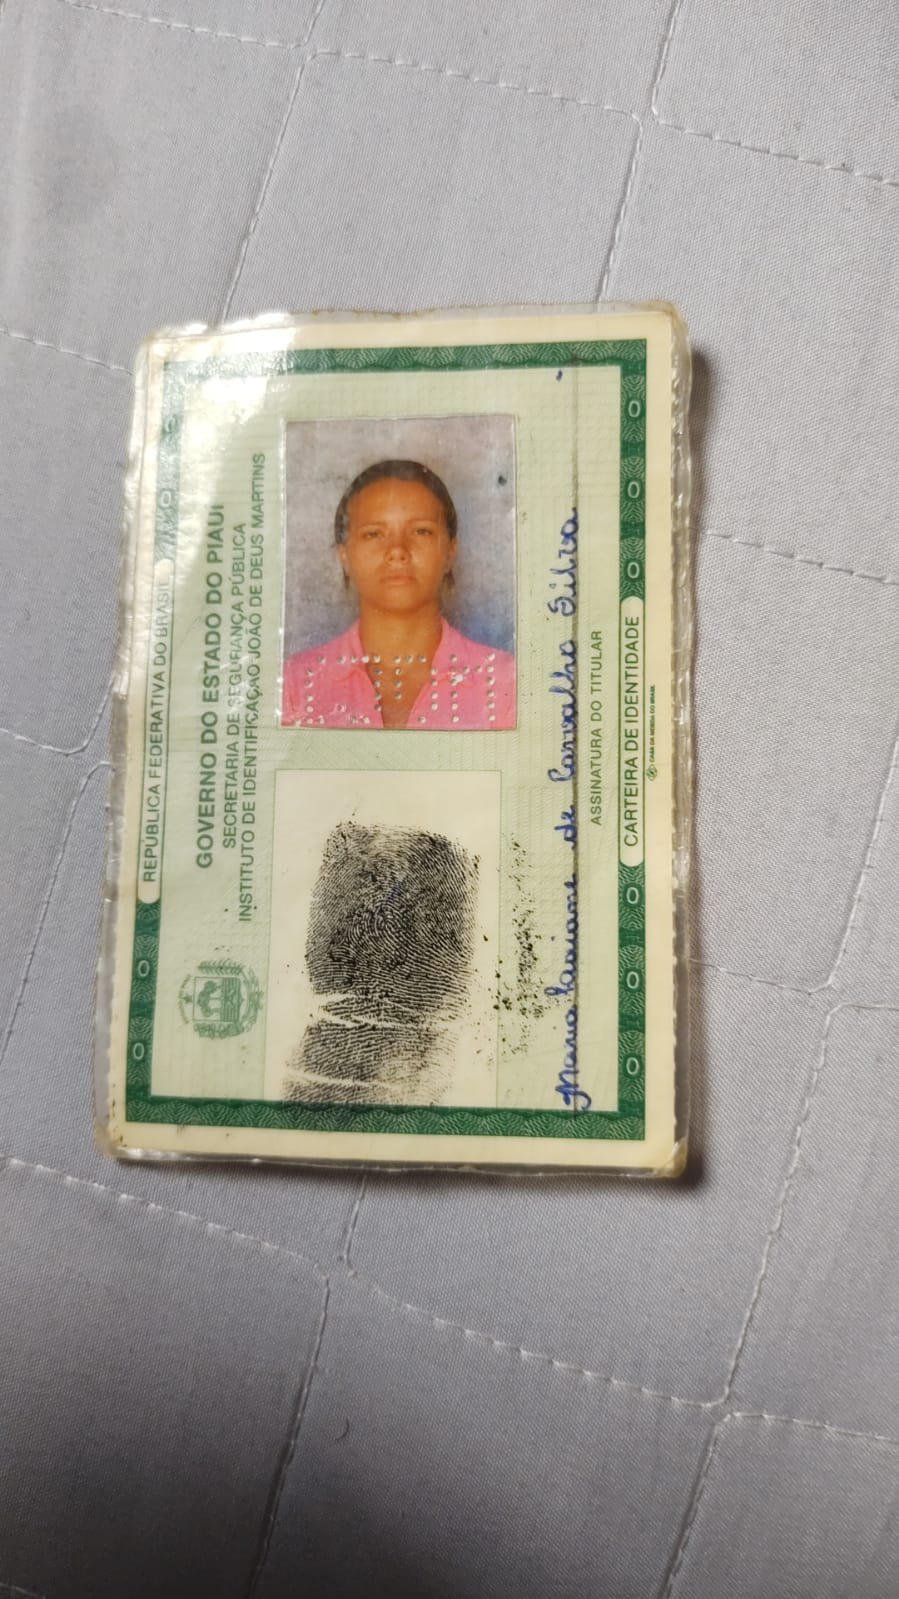 REPÚBLICA FEDERATIVA DO BRASIL
GOVERNO DO ESTADO DO PIAUÍ
SECRETARIA DE SEGURANÇA PÚBLICA
INSTITUTO DE IDENTIFICAÇÃO JOÃO DE DEUS MARTINS
Maria de Carvalho Silva
ASSINATURA DO TITULAR
CARTEIRA DE IDENTIDADE
CASA DA MOEDA DO BRASIL